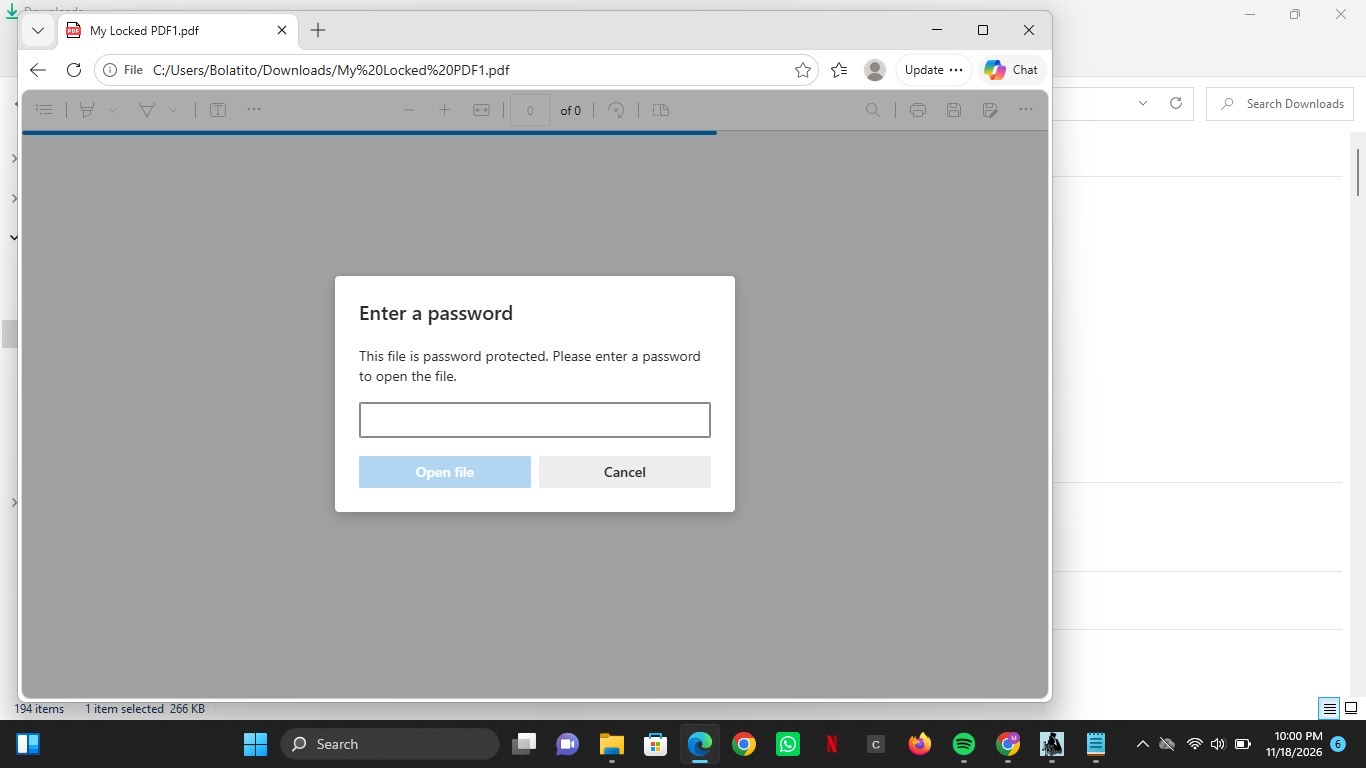 Downloads
My Locked PDF1.pdf
File C:/Users/Bolatito/Downloads/My%20Locked%20PDF1.pdf
Update
Chat
0 of 0
Search Downloads
Enter a password
This file is password protected. Please enter a password
to open the file.
Open file
Cancel
194 items 1 item selected 266 KB
Search
10:00 PM
11/18/2026
6